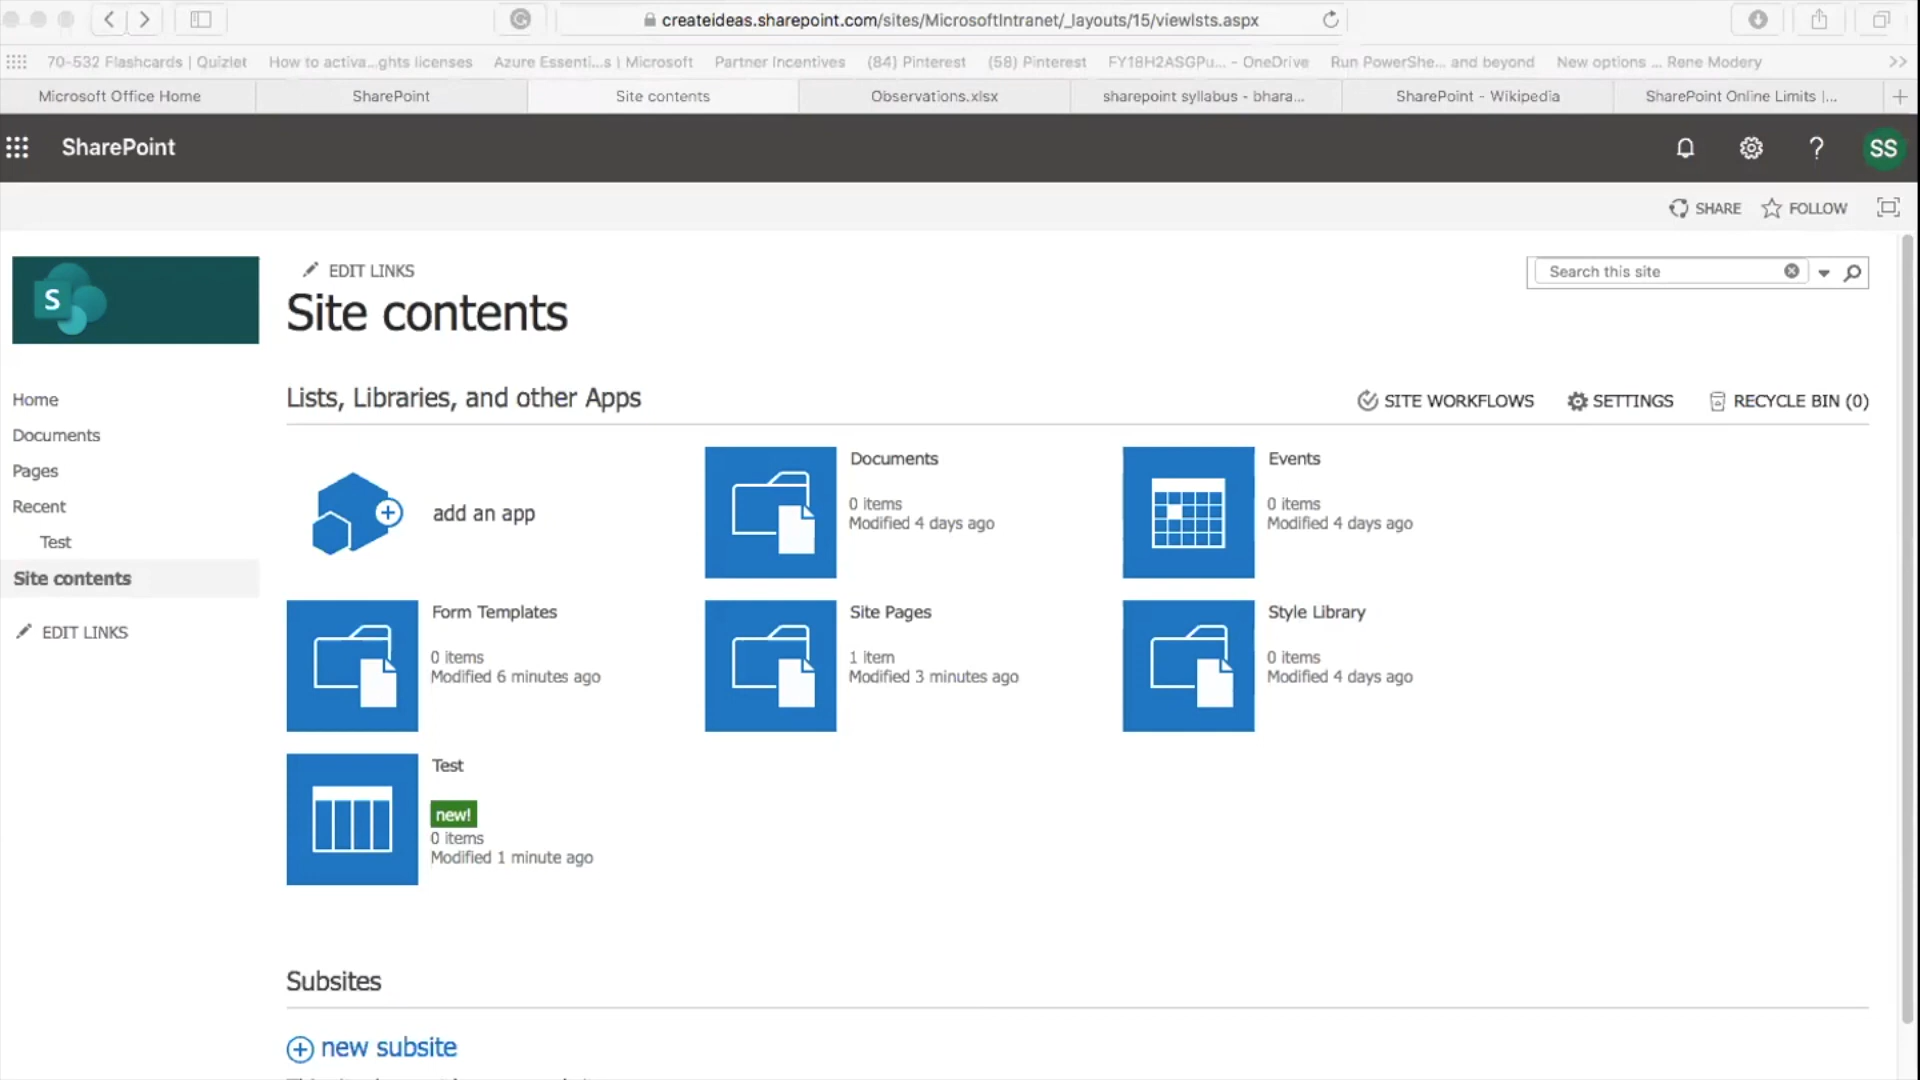 createideas.sharepoint.com/sites/MicrosoftIntranet/_layouts/15/viewlsts.aspx
70-532 Flashcards | Quizlet How to activa...ghts licenses Azure Essenti...s | Microsoft Partner Incentives (84) Pinterest (58) Pinterest FY18H2ASGPu... - OneDrive Run PowerShe... and beyond New options ... Rene Modery
Microsoft Office Home SharePoint Site contents Observations.xlsx sharepoint syllabus - bhara... SharePoint - Wikipedia SharePoint Online Limits |...
SharePoint ? SS
SHARE FOLLOW
S
EDIT LINKS
Search this site
Site contents
Home
Documents
Pages
Recent
Test
Site contents
EDIT LINKS
Lists, Libraries, and other Apps
SITE WORKFLOWS SETTINGS RECYCLE BIN (0)
add an app
Documents
0 items
Modified 4 days ago
Events
0 items
Modified 4 days ago
Form Templates
0 items
Modified 6 minutes ago
Site Pages
1 item
Modified 3 minutes ago
Style Library
0 items
Modified 4 days ago
Test
new!
0 items
Modified 1 minute ago
Subsites
new subsite